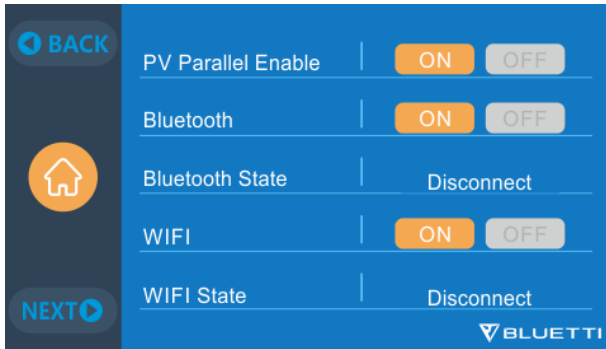 BACK
PV Parallel Enable ON OFF
Bluetooth ON OFF
Bluetooth State Disconnect
WIFI ON OFF
WIFI State Disconnect
NEXT
BLUETTI